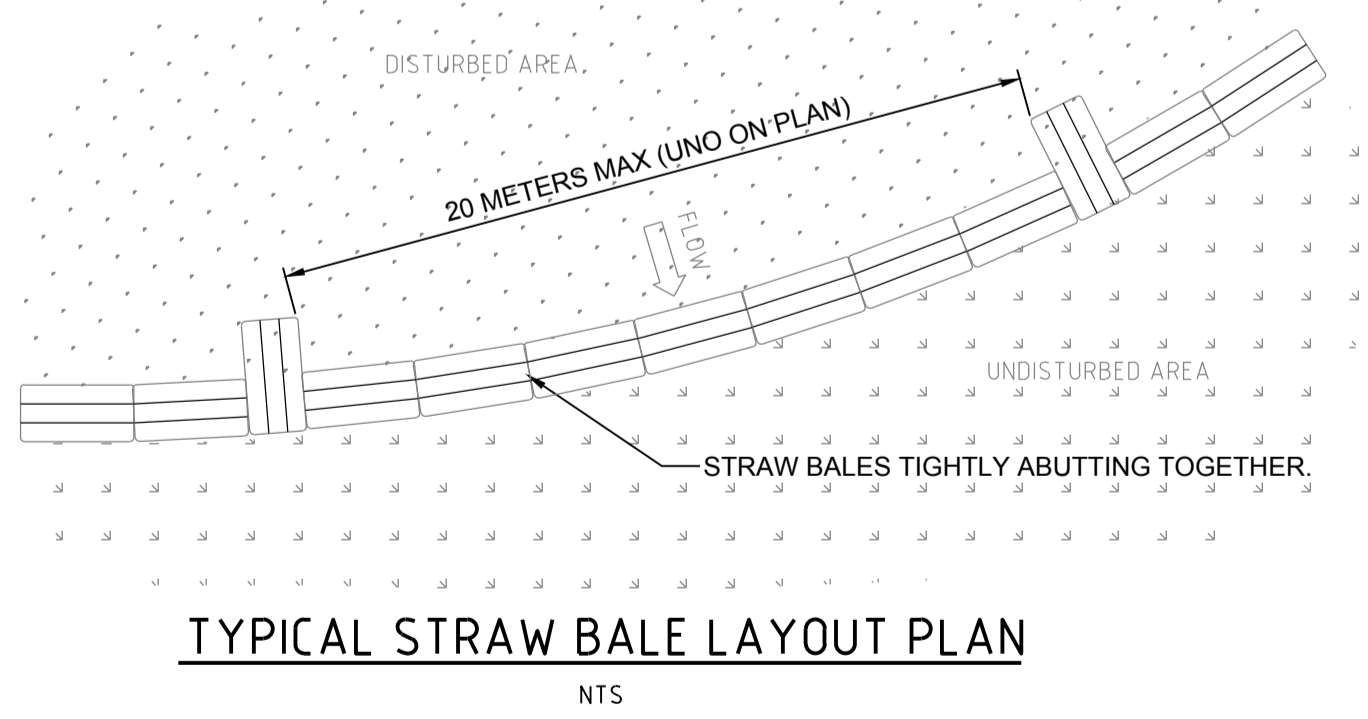 DISTURBED AREA.
20 METERS MAX (UNO ON PLAN)
FLOW
UNDISTURBED AREA
STRAW BALES TIGHTLY ABUTTING TOGETHER.
TYPICAL STRAW BALE LAYOUT PLAN
NTS